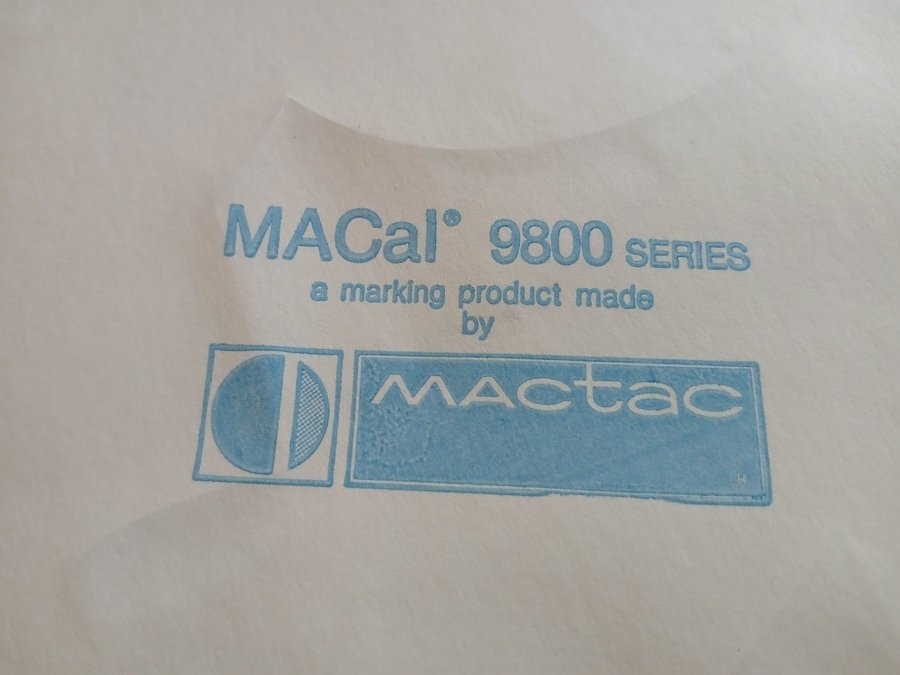 MACal® 9800 SERIES
a marking product made
by
mactac
®